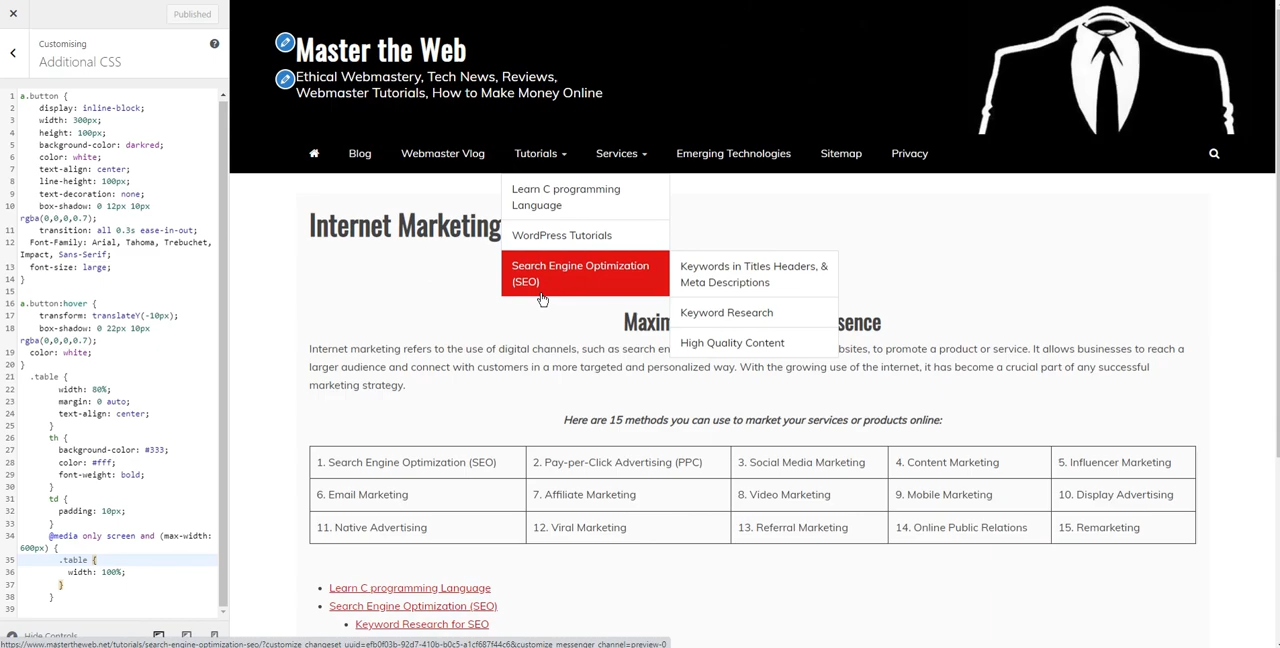 Published
Customising
Additional CSS
1 a.button {
2 display: inline-block;
3 width: 300px;
4 height: 100px;
5 background-color: darkred;
6 color: white;
7 text-align: center;
8 line-height: 100px;
9 text-decoration: none;
10 box-shadow: 0 12px 10px
rgba(0,0,0,0.7);
11 transition: all 0.3s ease-in-out;
12 Font-Family: Arial, Tahoma, Trebuchet,
Impact, Sans-Serif;
13 font-size: large;
14 }
15
16 a.button:hover {
17 transform: translateY(-10px);
18 box-shadow: 0 22px 10px
rgba(0,0,0,0.7);
19 color: white;
20 }
21 .table {
22 width: 80%;
23 margin: 0 auto;
24 text-align: center;
25 }
26 th {
27 background-color: #333;
28 color: #fff;
29 font-weight: bold;
30 }
31 td {
32 padding: 10px;
33 }
34 @media only screen and (max-width:
600px) {
35 .table {
36 width: 100%;
37 }
38 }
39
Hide Controls
Master the Web
Ethical Webmastery, Tech News, Reviews,
Webmaster Tutorials, How to Make Money Online
Blog Webmaster Vlog Tutorials Services Emerging Technologies Sitemap Privacy
Learn C programming
Language
WordPress Tutorials
Search Engine Optimization
(SEO)
Keywords in Titles Headers, &
Meta Descriptions
Keyword Research
High Quality Content
Internet Marketing
Internet marketing refers to the use of digital channels, such as search to promote a product or service. It allows businesses to reach a
larger audience and connect with customers in a more targeted and personalized way. With the growing use of the internet, it has become a crucial part of any successful
marketing strategy.
Here are 15 methods you can use to market your services or products online:
1. Search Engine Optimization (SEO) 2. Pay-per-Click Advertising (PPC) 3. Social Media Marketing 4. Content Marketing 5. Influencer Marketing
6. Email Marketing 7. Affiliate Marketing 8. Video Marketing 9. Mobile Marketing 10. Display Advertising
11. Native Advertising 12. Viral Marketing 13. Referral Marketing 14. Online Public Relations 15. Remarketing
Learn C programming Language
Search Engine Optimization (SEO)
Keyword Research for SEO